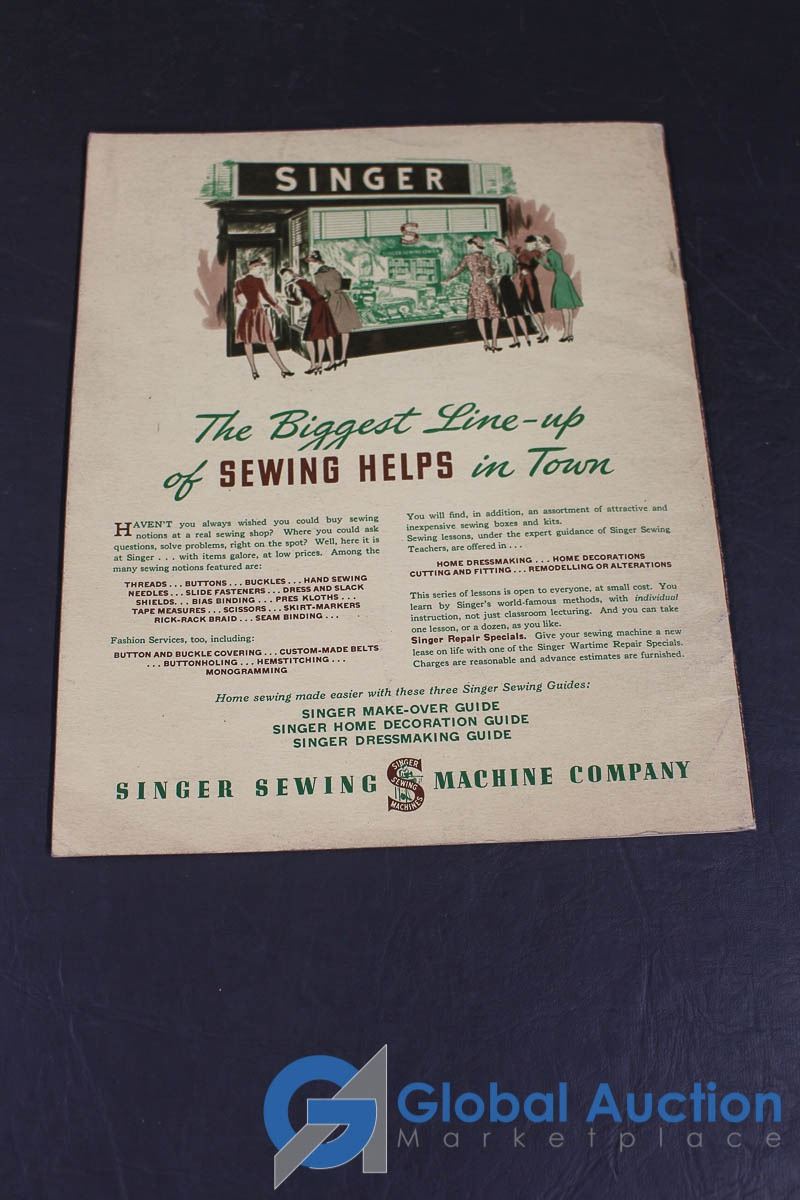 SINGER
S
SINGER SEWING CENTER
The Biggest Line-up
of SEWING HELPS in Town
HAVEN'T you always wished you could buy sewing
notions at a real sewing shop? Where you could ask
questions, solve problems, right on the spot? Well, here it is
at Singer . . . with items galore, at low prices. Among the
many sewing notions featured are:
THREADS . . . BUTTONS . . . BUCKLES . . . HAND SEWING
NEEDLES . . . SLIDE FASTENERS . . . DRESS AND SLACK
SHIELDS . . . BIAS BINDING . . . PRES KLOTHS . . .
TAPE MEASURES . . . SCISSORS . . . SKIRT-MARKERS
RICK-RACK BRAID . . . SEAM BINDING . . .
Fashion Services, too, including:
BUTTON AND BUCKLE COVERING . . . CUSTOM-MADE BELTS
. . . BUTTONHOLING . . . HEMSTITCHING . . .
MONOGRAMMING
You will find, in addition, an assortment of attractive and
inexpensive sewing boxes and kits.
Sewing lessons, under the expert guidance of Singer Sewing
Teachers, are offered in . . .
HOME DRESSMAKING . . . HOME DECORATIONS
CUTTING AND FITTING . . . REMODELLING OR ALTERATIONS
This series of lessons is open to everyone, at small cost. You
learn by Singer's world-famous methods, with individual
instruction, not just classroom lecturing. And you can take
one lesson, or a dozen, as you like.
Singer Repair Specials. Give your sewing machine a new
lease on life with one of the Singer Wartime Repair Specials.
Charges are reasonable and advance estimates are furnished.
Home sewing made easier with these three Singer Sewing Guides:
SINGER MAKE-OVER GUIDE
SINGER HOME DECORATION GUIDE
SINGER DRESSMAKING GUIDE
SINGER SEWING MACHINE COMPANY
SINGER
SEWING
MACHINES
GA Global Auction
Marketplace